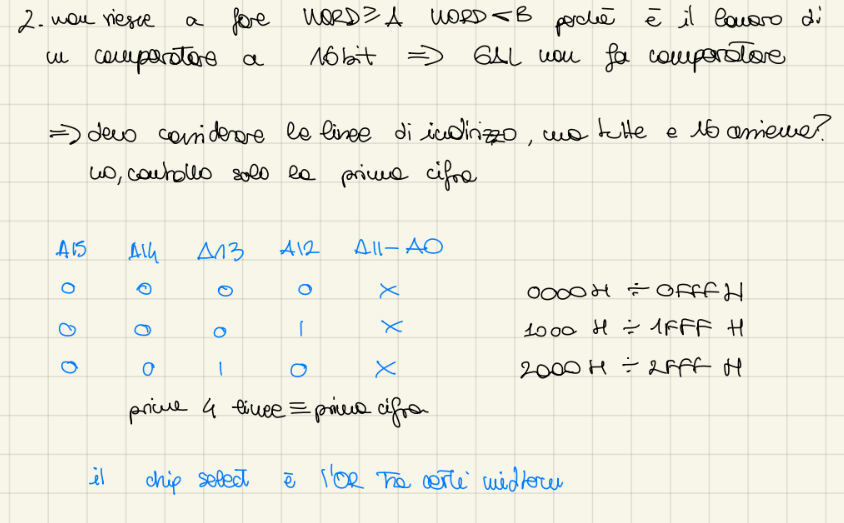 2. non riesce a fare WORD ≥ A WORD < B perchē ē il lavoro di
un comparatore a 16 bit => GAL non fa comparatore
=> devo considerare le linee di indirizzo, ma tutte e 16 assieme?
no, controllo solo la prima cifra
A15 A14 A13 A12 A11-A0
0 0 0 0 X 0000 H ÷ 0FFF H
0 0 0 1 X 1000 H ÷ 1FFF H
0 0 1 0 X 2000 H ÷ 2FFF H
prime 4 linee ≡ prima cifra
il chip select ē l'OR tra certi mintermini